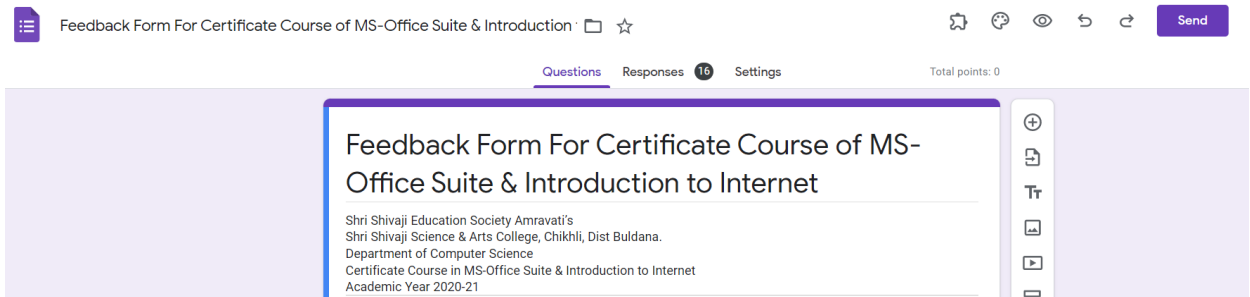 Feedback Form For Certificate Course of MS-Office Suite & Introduction
Send
Questions Responses 16 Settings Total points: 0
Feedback Form For Certificate Course of MS-
Office Suite & Introduction to Internet
Shri Shivaji Education Society Amravati's
Shri Shivaji Science & Arts College, Chikhli, Dist Buldana.
Department of Computer Science
Certificate Course in MS-Office Suite & Introduction to Internet
Academic Year 2020-21
Tт